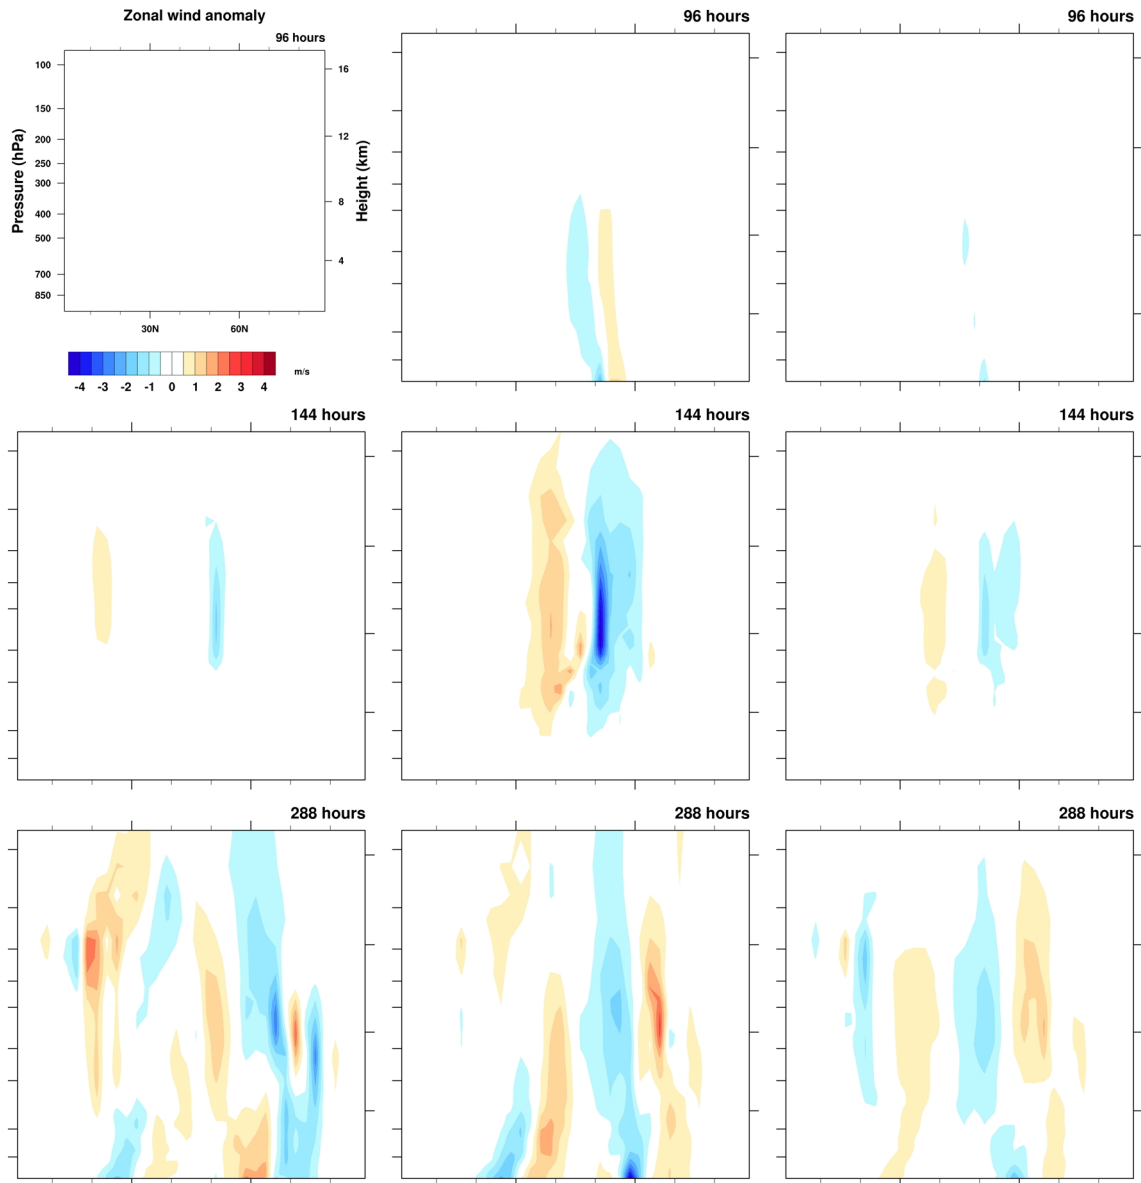 Zonal wind anomaly
96 hours
96 hours
96 hours
Pressure (hPa)
100
150
200
250
300
400
500
700
850
16
12
8
4
Height (km)
30N 60N
-4 -3 -2 -1 0 1 2 3 4 m/s
144 hours
144 hours
144 hours
288 hours
288 hours
288 hours